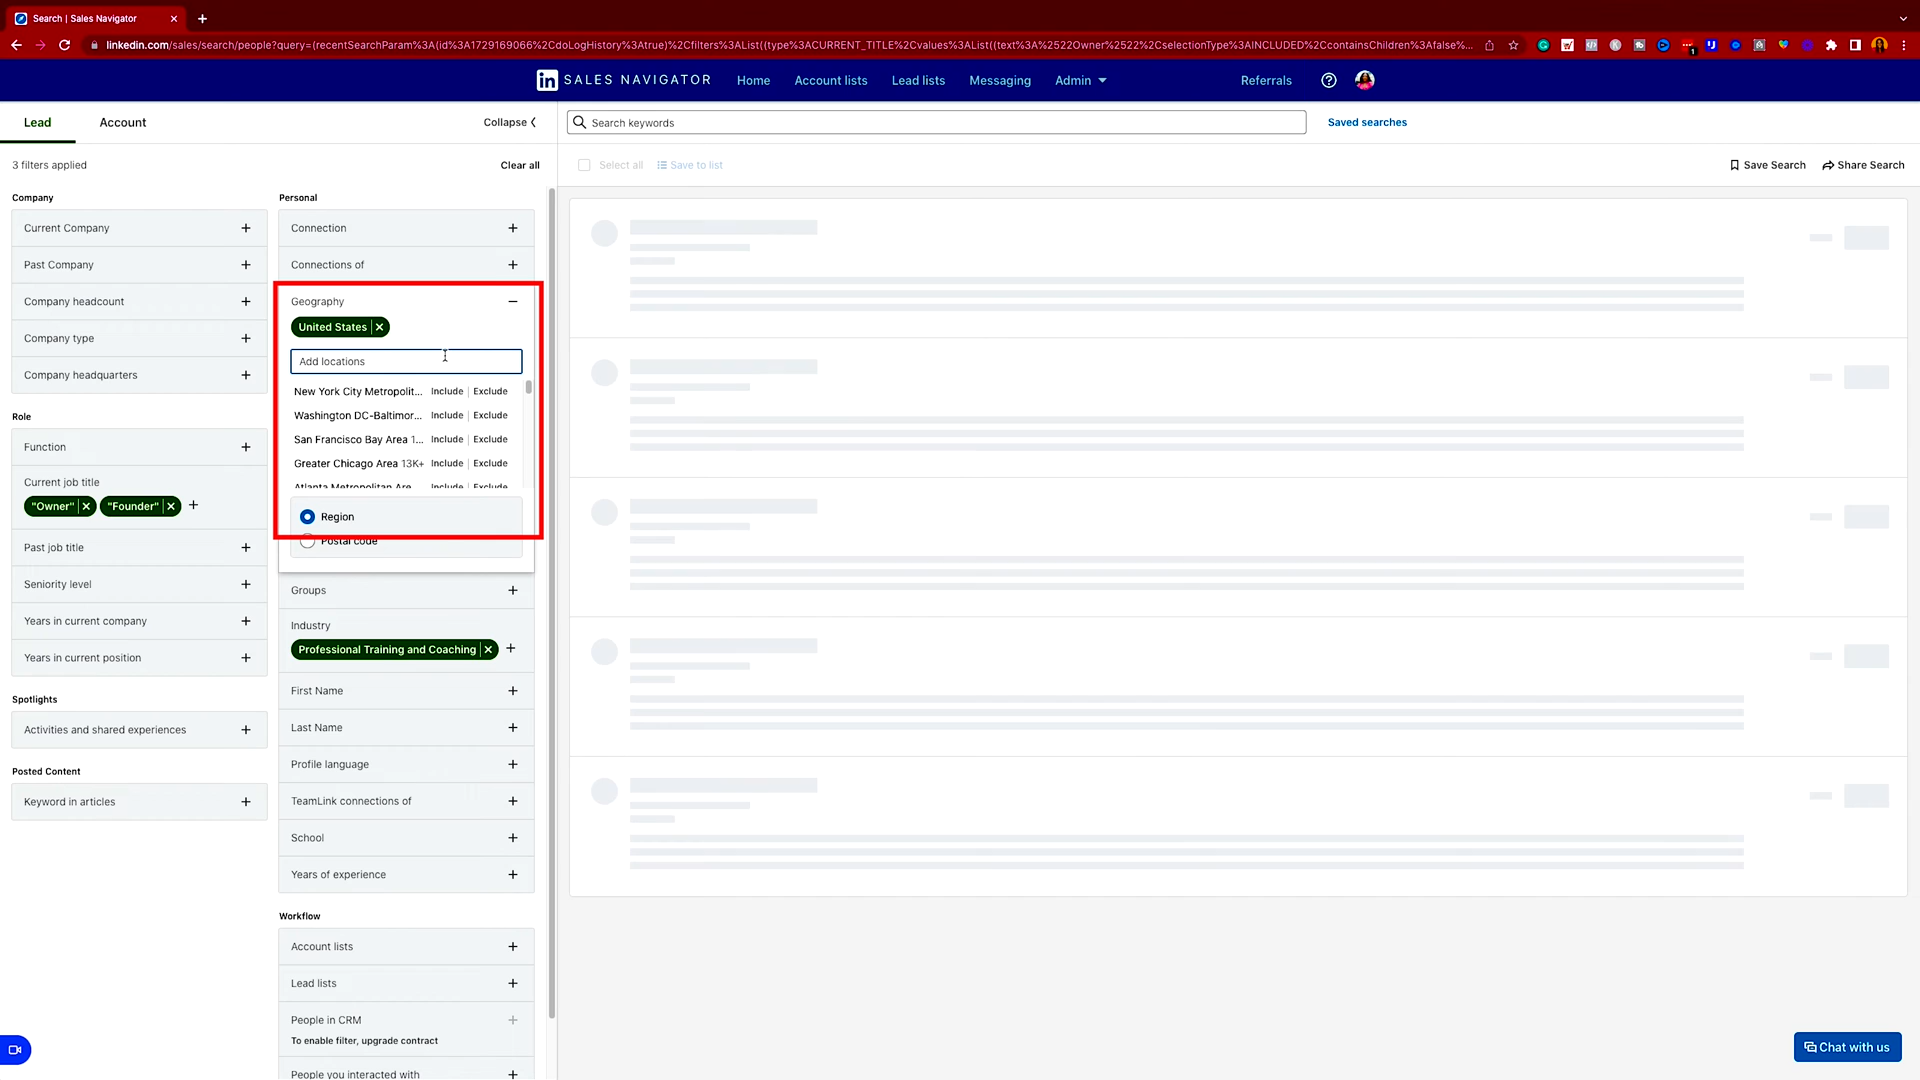 Search | Sales Navigator
linkedin.com/sales/search/people?query=(recentSearchParam%3A(id%3A1729169066%2CdoLogHistory%3Atrue)%2Cfilters%3AList((type%3ACURRENT_TITLE%2Cvalues%3AList((text%3A%2522Owner%2522%2CselectionType%3AINCLUDED%2CcontainsChildren%3Afalse%...
in SALES NAVIGATOR
Home
Account lists
Lead lists
Messaging
Admin
Referrals
Lead
Account
Collapse
Search keywords
Saved searches
3 filters applied
Clear all
Select all
Save to list
Save Search
Share Search
Company
Current Company
Past Company
Company headcount
Company type
Company headquarters
Role
Function
Current job title
"Owner"
"Founder"
Past job title
Seniority level
Years in current company
Years in current position
Spotlights
Activities and shared experiences
Posted Content
Keyword in articles
Personal
Connection
Connections of
Geography
United States
Add locations
New York City Metropolit... Include | Exclude
Washington DC-Baltimor... Include | Exclude
San Francisco Bay Area 1... Include | Exclude
Greater Chicago Area 13K+ Include | Exclude
Atlanta Metropolitan Are... Include | Exclude
Region
Postal code
Groups
Industry
Professional Training and Coaching
First Name
Last Name
Profile language
TeamLink connections of
School
Years of experience
Workflow
Account lists
Lead lists
People in CRM
To enable filter, upgrade contract
People you interacted with
Chat with us